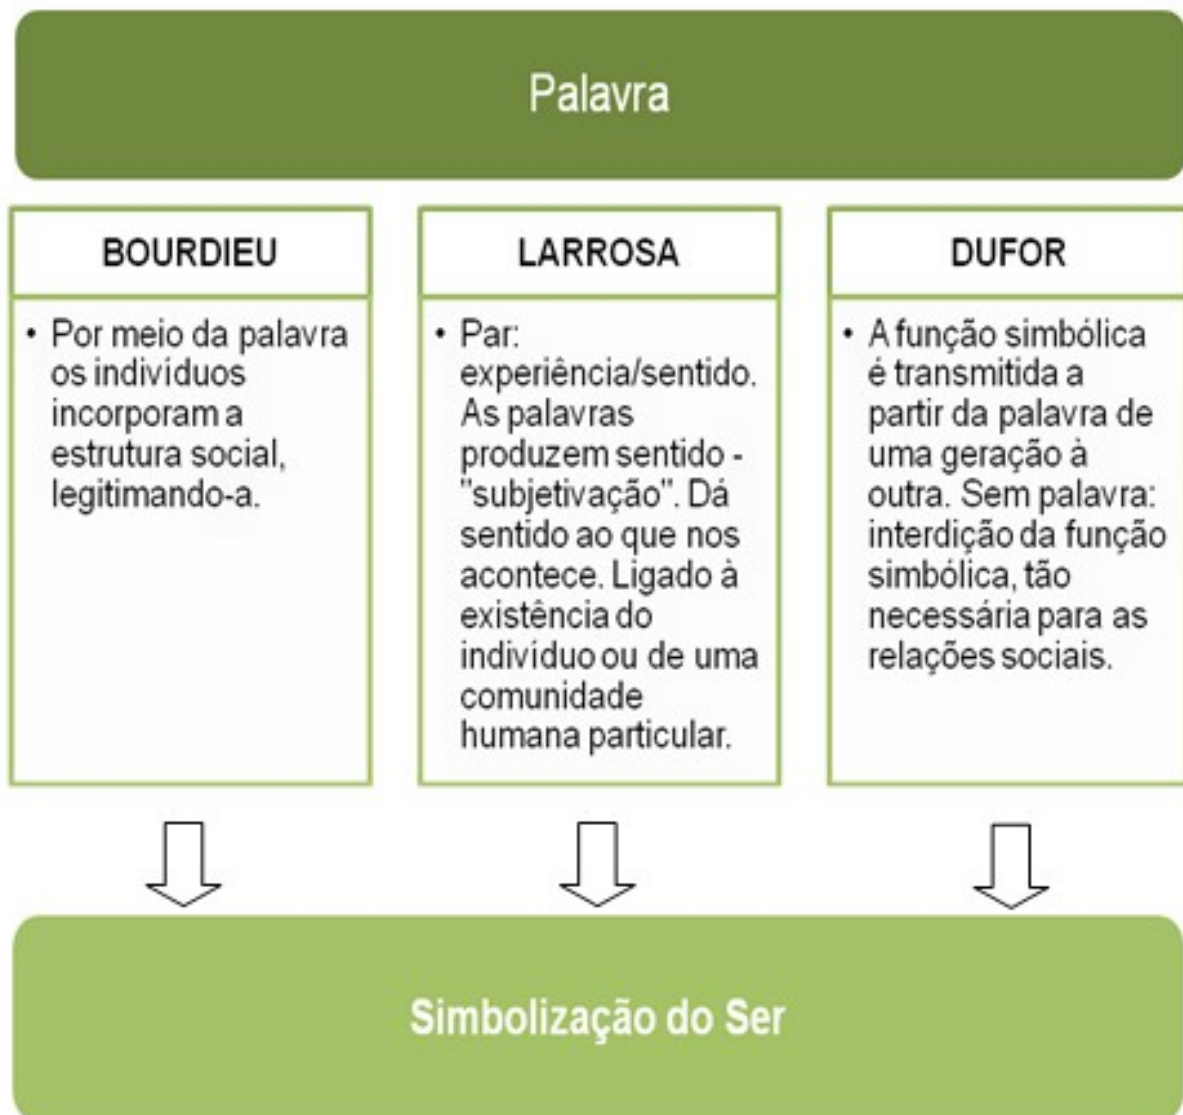 Palavra
BOURDIEU
• Por meio da palavra
os indivíduos
incorporam a
estrutura social,
legitimando-a.
LARROSA
• Par:
experiência/sentido.
As palavras
produzem sentido -
"subjetivação". Dá
sentido ao que nos
acontece. Ligado à
existência do
indivíduo ou de uma
comunidade
humana particular.
DUFOR
• A função simbólica
é transmitida a
partir da palavra de
uma geração à
outra. Sem palavra:
interdição da função
simbólica, tão
necessária para as
relações sociais.
Simbolização do Ser